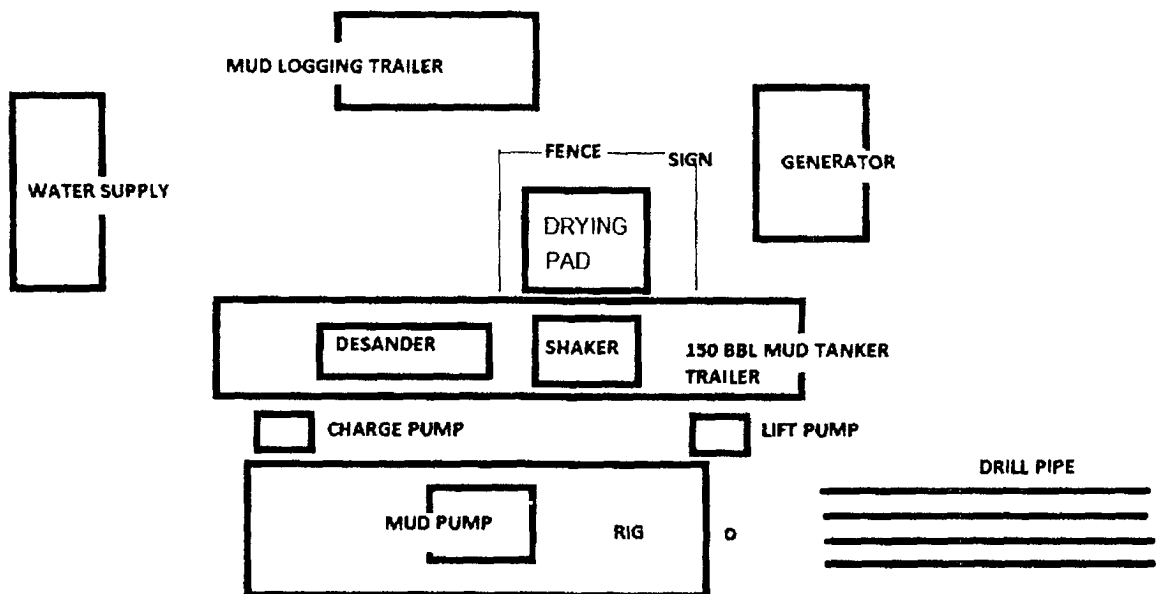 MUD LOGGING TRAILER
FENCE
SIGN
GENERATOR
WATER SUPPLY
DRYING
PAD
DESANDER
SHAKER
150 BBL MUD TANKER
TRAILER
CHARGE PUMP
LIFT PUMP
DRILL PIPE
MUD PUMP
RIG
O